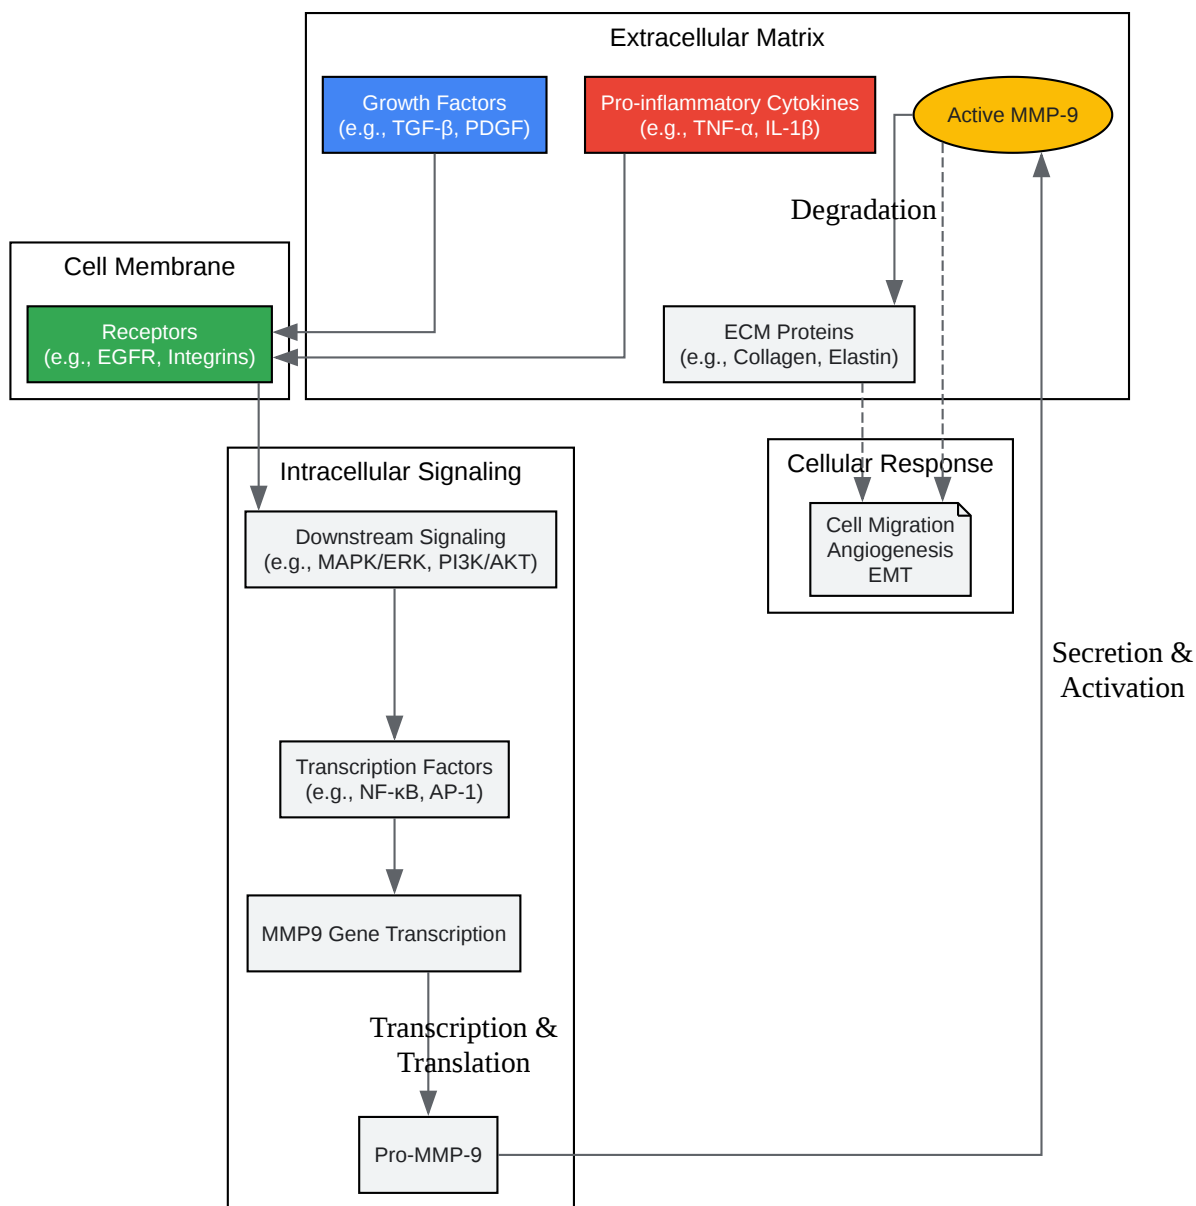 Extracellular Matrix
Growth Factors
(e.g., TGF-β, PDGF)
Pro-inflammatory Cytokines
(e.g., TNF-α, IL-1β)
Active MMP-9
Degradation
Cell Membrane
Receptors
(e.g., EGFR, Integrins)
ECM Proteins
(e.g., Collagen, Elastin)
Intracellular Signaling
Downstream Signaling
(e.g., MAPK/ERK, PI3K/AKT)
Cellular Response
Cell Migration
Angiogenesis
EMT
Secretion &
Activation
Transcription Factors
(e.g., NF-κB, AP-1)
MMP9 Gene Transcription
Transcription &
Translation
Pro-MMP-9